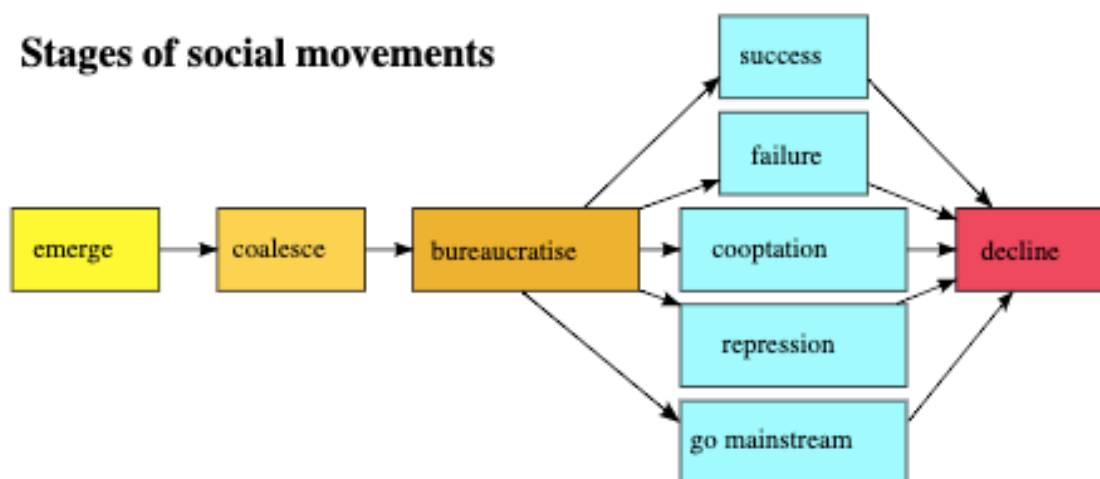 Stages of social movements
success
failure
emerge
coalesce
bureaucratise
cooptation
decline
repression
go mainstream